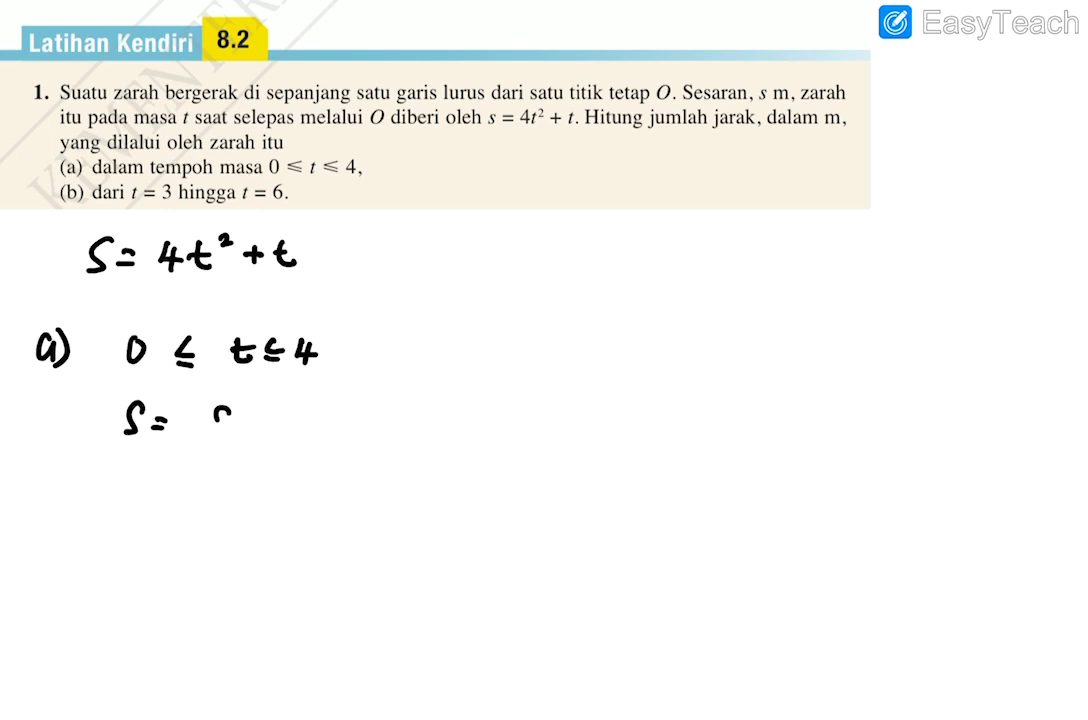 EasyTeach
Latihan Kendiri 8.2
1. Suatu zarah bergerak di sepanjang satu garis lurus dari satu titik tetap O. Sesaran, s m, zarah
itu pada masa t saat selepas melalui O diberi oleh s = 4t² + t. Hitung jumlah jarak, dalam m,
yang dilalui oleh zarah itu
(a) dalam tempoh masa 0 ⩽ t ⩽ 4,
(b) dari t = 3 hingga t = 6.
S = 4t² + t
a) 0 ≤ t ≤ 4
S =